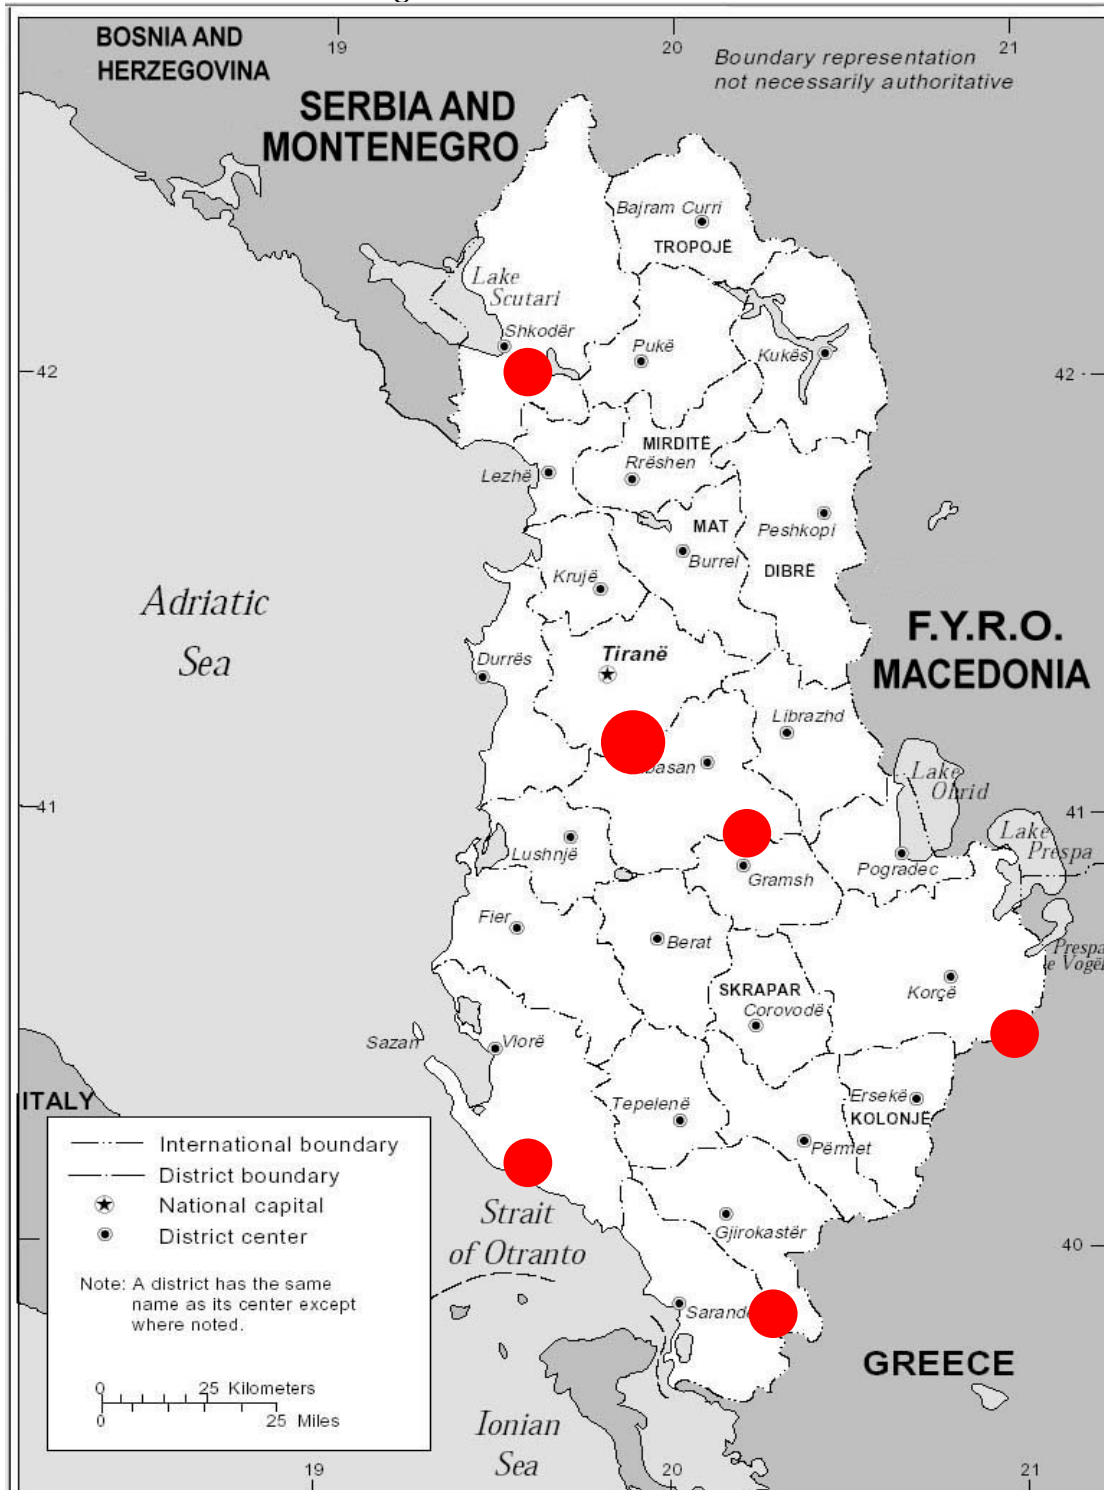 19
20
21
BOSNIA AND
HERZEGOVINA
Boundary representation
not necessarily authoritative
SERBIA AND
MONTENEGRO
Bajram Curri
TROPOJË
Lake
Scutari
Shkodër
Pukë
Kukës
42
42
MIRDITË
Rrëshen
Lezhë
MAT
Peshkopi
Burrel
DIBRË
Krujë
Adriatic
Sea
F.Y.R.O.
MACEDONIA
Tiranë
Durrës
Librazhd
basan
Lake
Ohrid
41
41
Lake
Prespa
Lushnjë
Gramsh
Pogradec
Fier
Berat
Prespa
e Vogël
SKRAPAR
Corovodë
Korçë
Sazan
Vlorë
ITALY
Tepelenë
Ersekë
KOLONJË
Përmet
International boundary
District boundary
National capital
District center
Strait
of Otranto
Gjirokastër
40
Note: A district has the same
name as its center except
where noted.
Sarandë
GREECE
0 25 Kilometers
0 25 Miles
Ionian
Sea
19
20
21